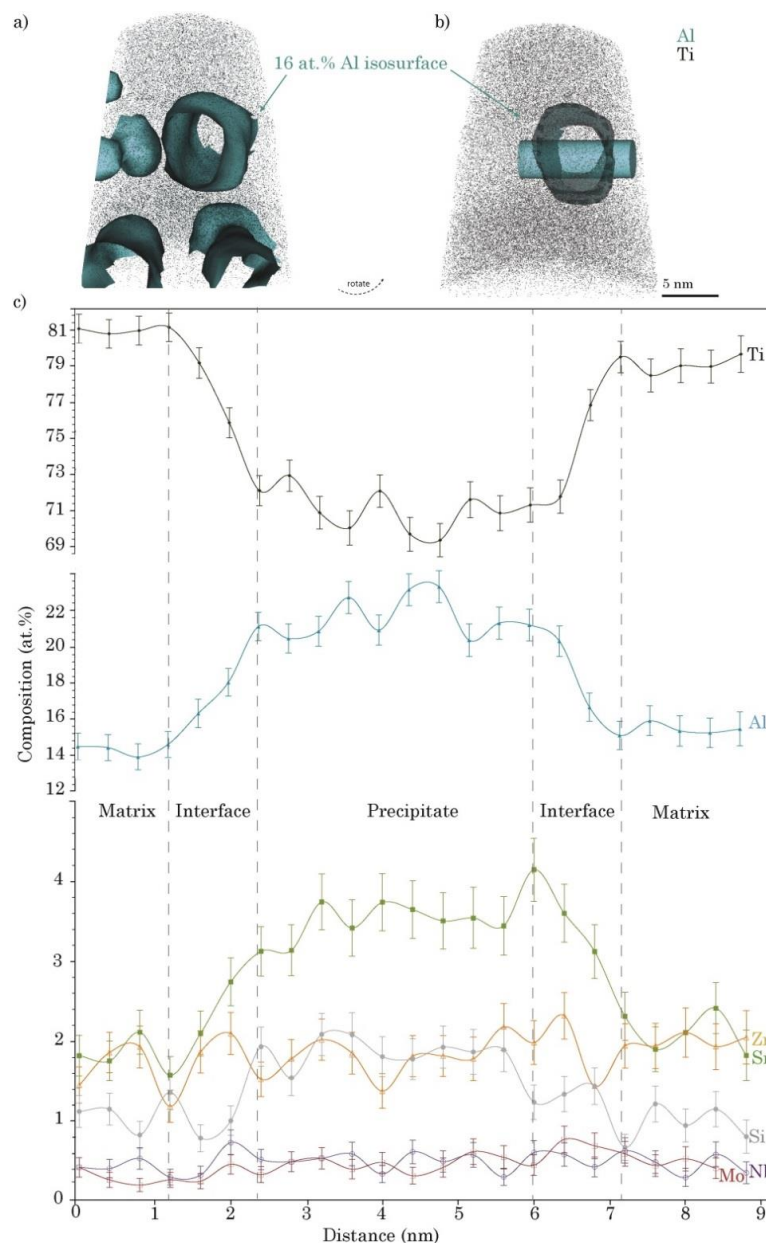 a)
b)
Al
Ti
16 at.% Al isosurface
rotate
5 nm
c)
81
79
77
75
73
71
69
Ti
22
20
18
16
14
12
Al
Composition (at.%)
Matrix
Interface
Precipitate
Interface
Matrix
4
3
2
1
0
Zr
Sn
Si
Mo
Nb
0
1
2
3
4
5
6
7
8
9
Distance (nm)